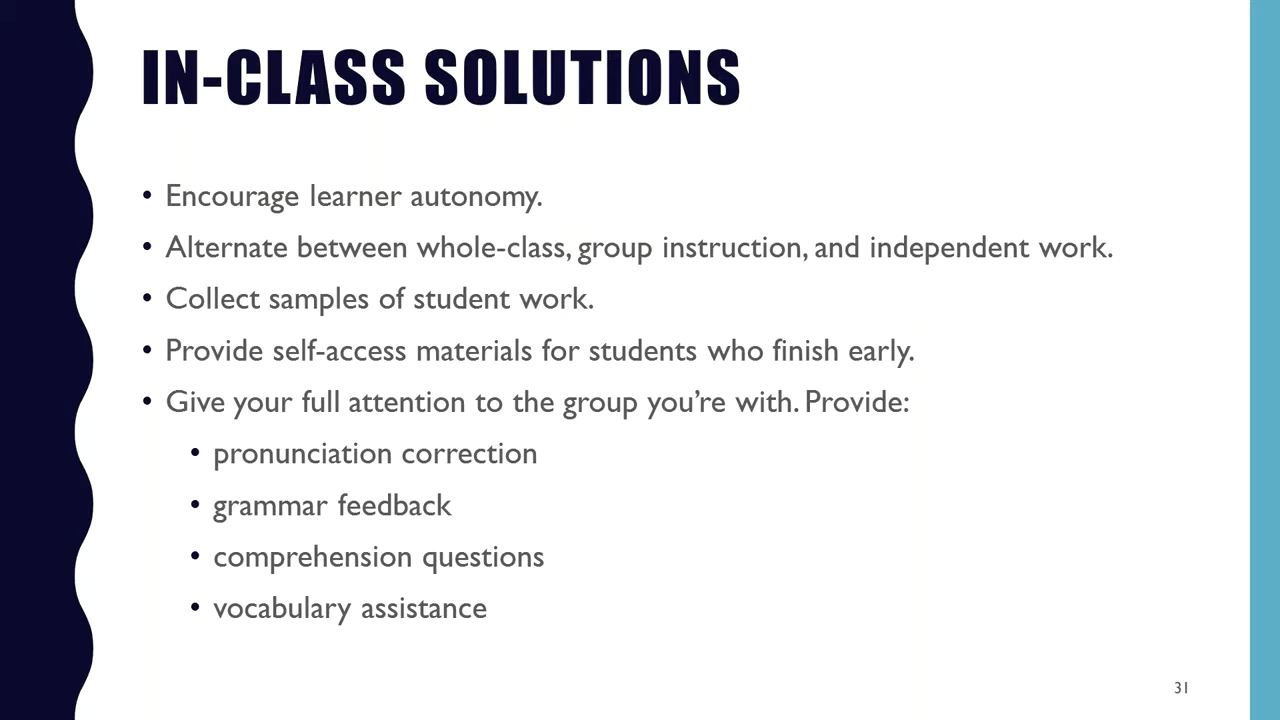 IN-CLASS SOLUTIONS
• Encourage learner autonomy.
• Alternate between whole-class, group instruction, and independent work.
• Collect samples of student work.
• Provide self-access materials for students who finish early.
• Give your full attention to the group you’re with. Provide:
• pronunciation correction
• grammar feedback
• comprehension questions
• vocabulary assistance
31